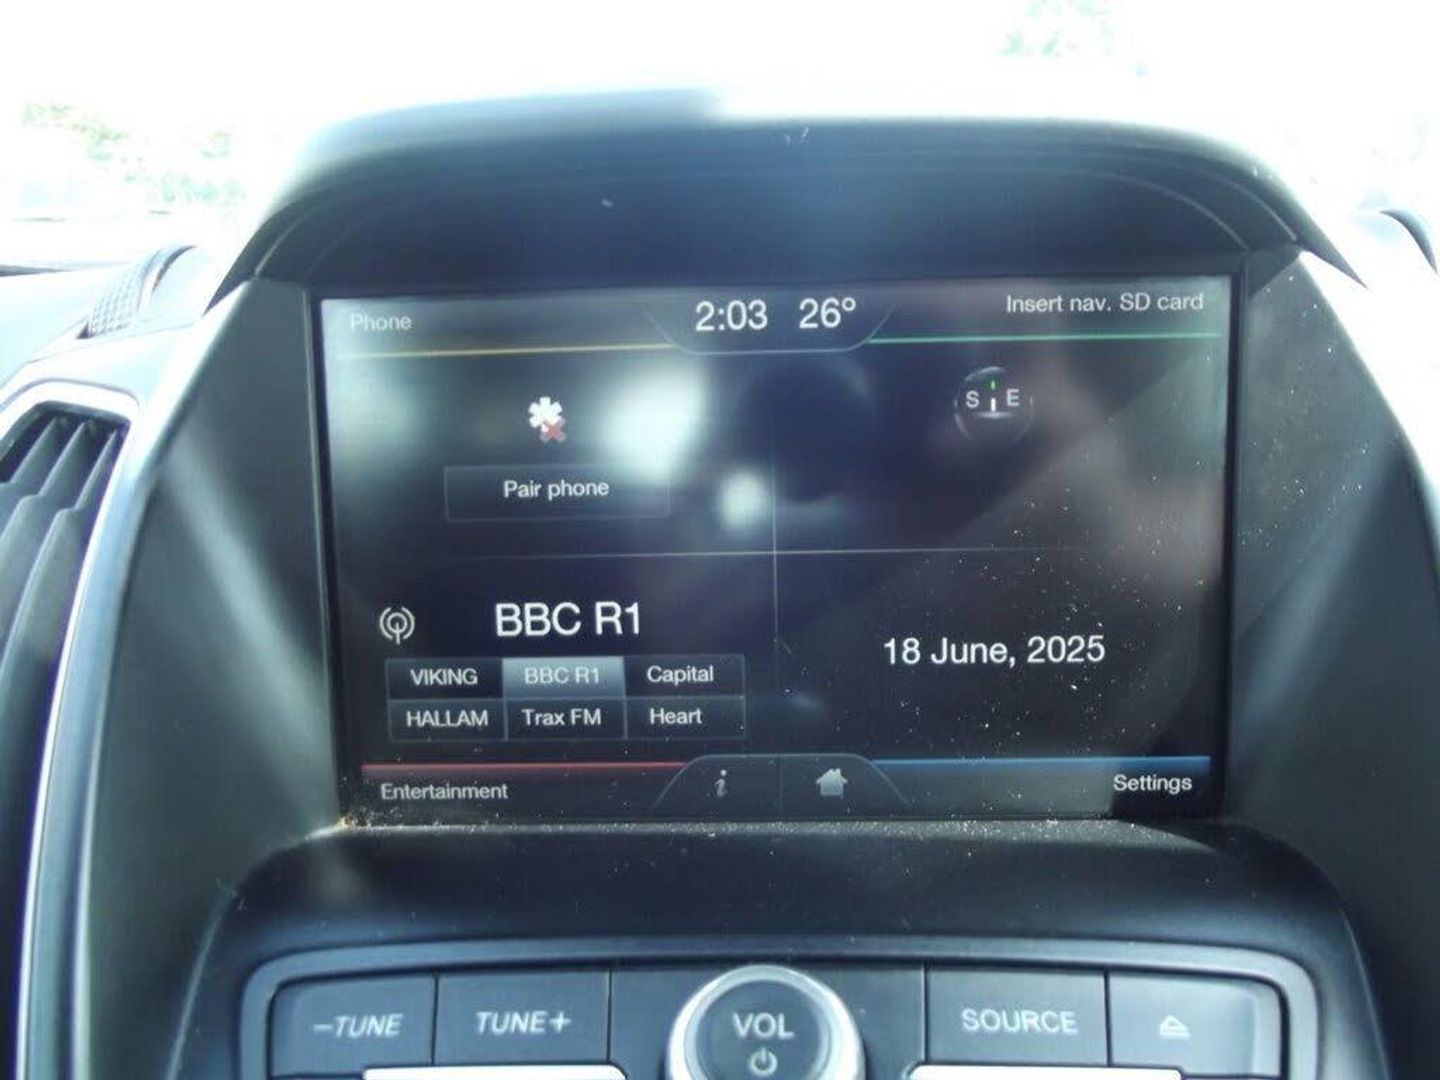 Phone
2:03 26°
Insert nav. SD card
S E
Pair phone
BBC R1
VIKING BBC R1 Capital
HALLAM Trax FM Heart
18 June, 2025
Entertainment
i
Settings
–TUNE TUNE+ VOL SOURCE